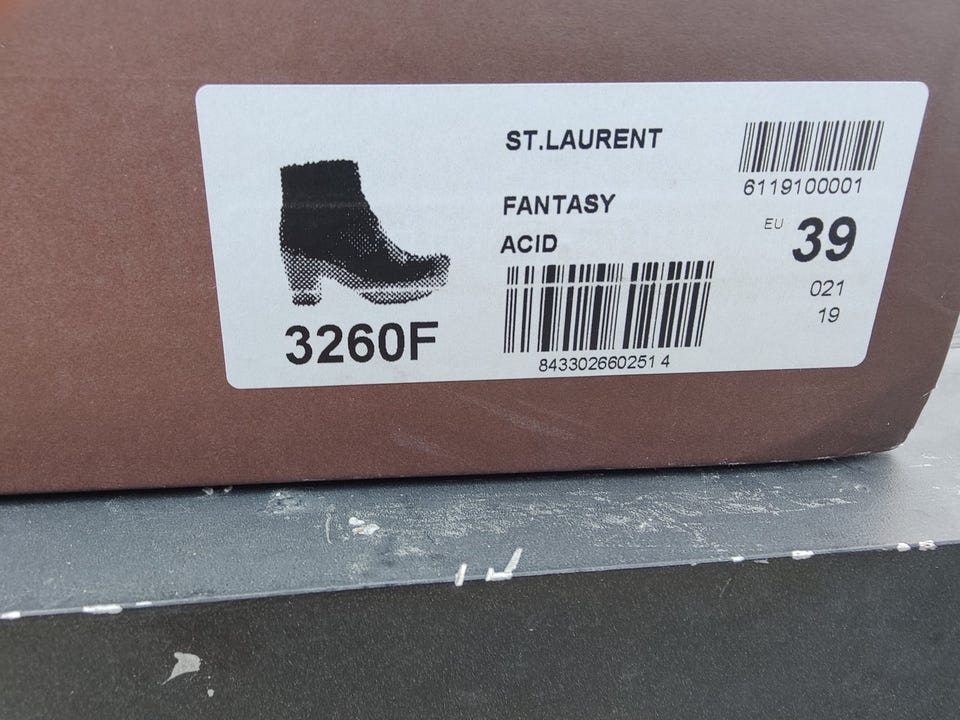 ST.LAURENT
6119100001
FANTASY
ACID
EU 39
021
19
843302660251 4
3260F